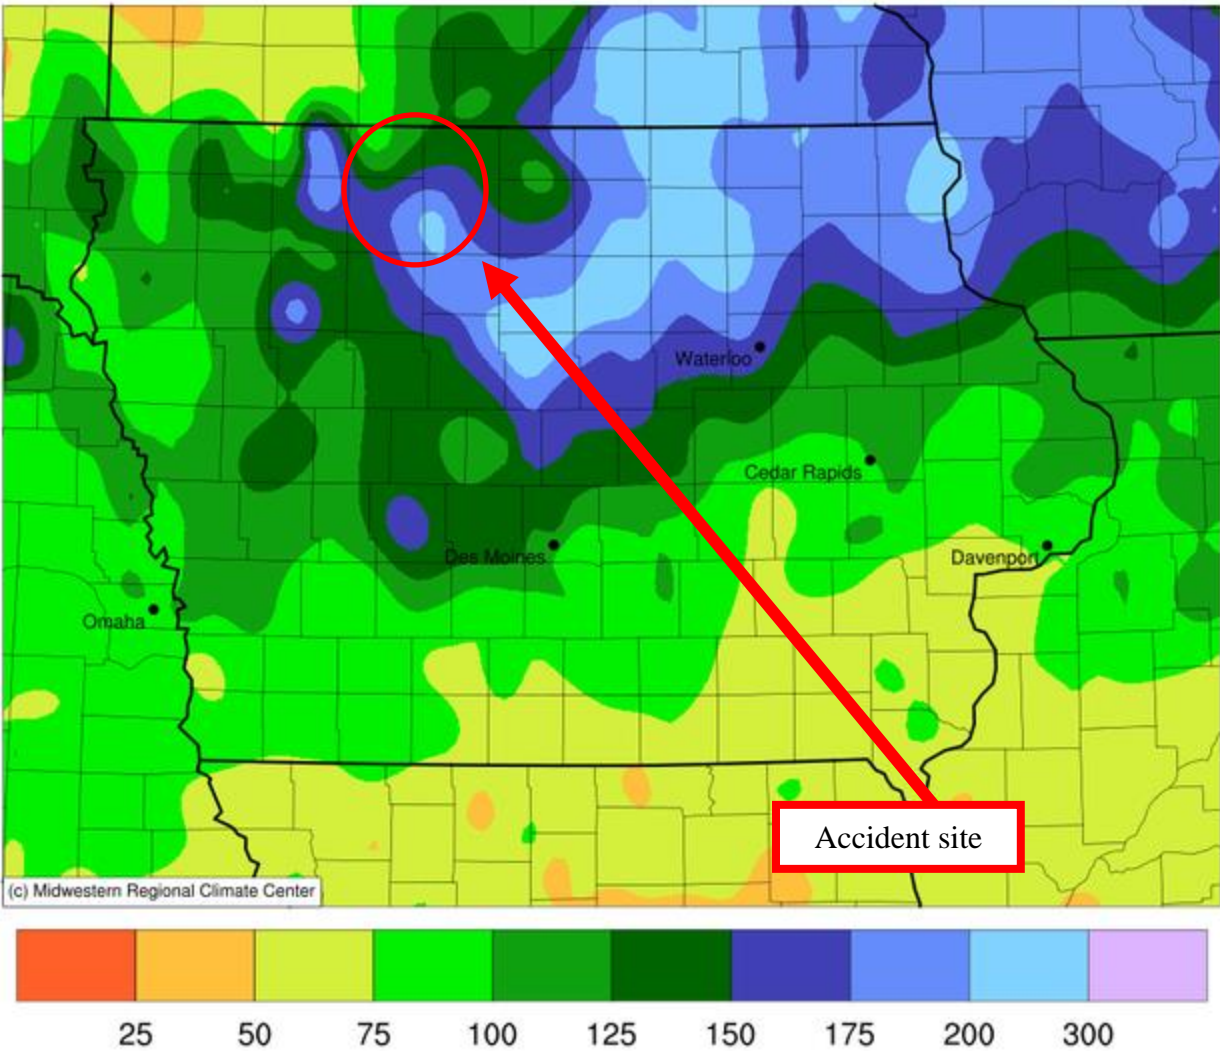 Waterloo
Cedar Rapids
Des Moines
Davenport
Omaha
Accident site
(c) Midwestern Regional Climate Center
25 50 75 100 125 150 175 200 300